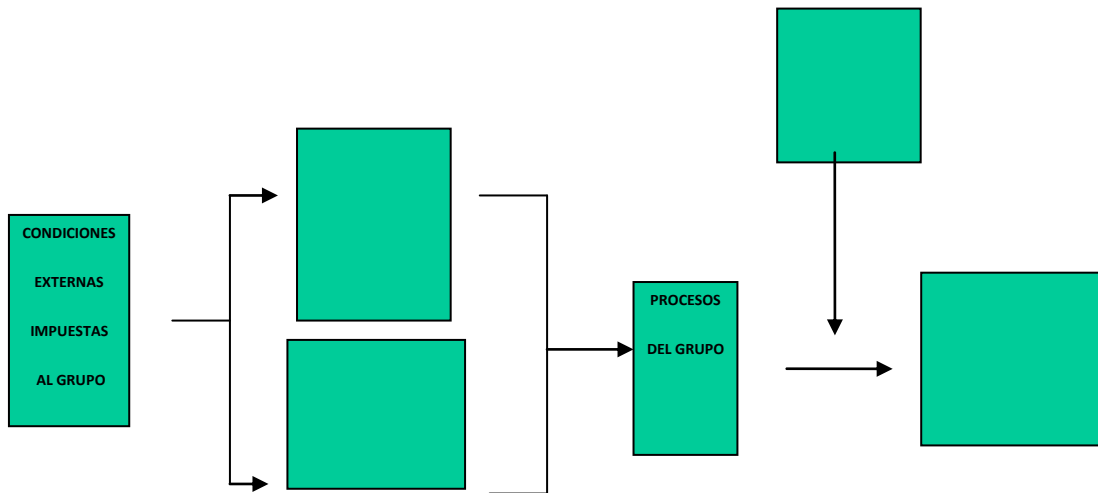 CONDICIONES
EXTERNAS
IMPUESTAS
AL GRUPO
PROCESOS
DEL GRUPO